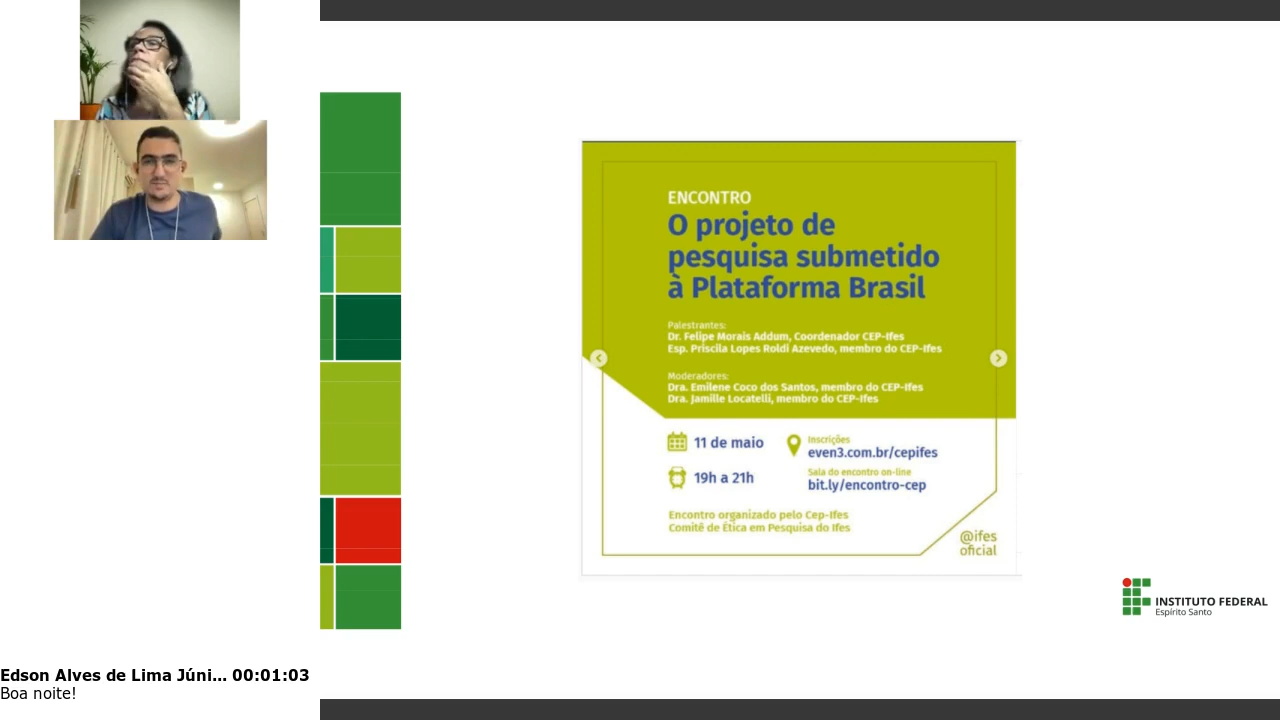 ENCONTRO
O projeto de
pesquisa submetido
à Plataforma Brasil
Palestrantes:
Dr. Felipe Morais Addum, Coordenador CEP-Ifes
Esp. Priscila Lopes Roldi Azevedo, membro do CEP-Ifes
Moderadores:
Dra. Emilene Coco dos Santos, membro do CEP-Ifes
Dra. Jamille Locatelli, membro do CEP-Ifes
11 de maio
19h a 21h
Inscrições
even3.com.br/cepifes
Sala do encontro on-line
bit.ly/encontro-cep
Encontro organizado pelo Cep-Ifes
Comitê de Ética em Pesquisa do Ifes
@ifes
oficial
INSTITUTO FEDERAL
Espírito Santo
Edson Alves de Lima Júni... 00:01:03
Boa noite!